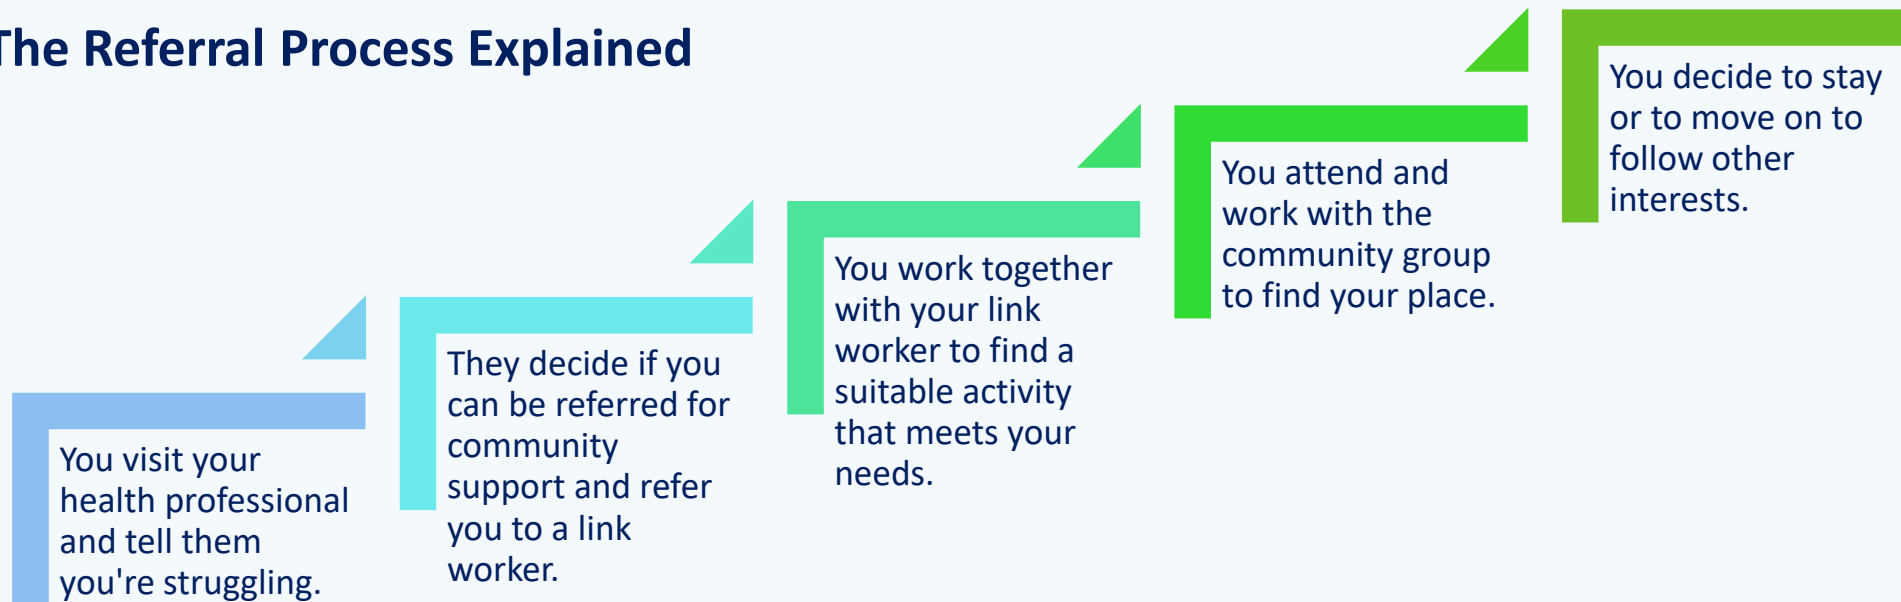 The Referral Process Explained
You visit your
health professional
and tell them
you're struggling.
They decide if you
can be referred for
community
support and refer
you to a link
worker.
You work together
with your link
worker to find a
suitable activity
that meets your
needs.
You attend and
work with the
community group
to find your place.
You decide to stay
or to move on to
follow other
interests.